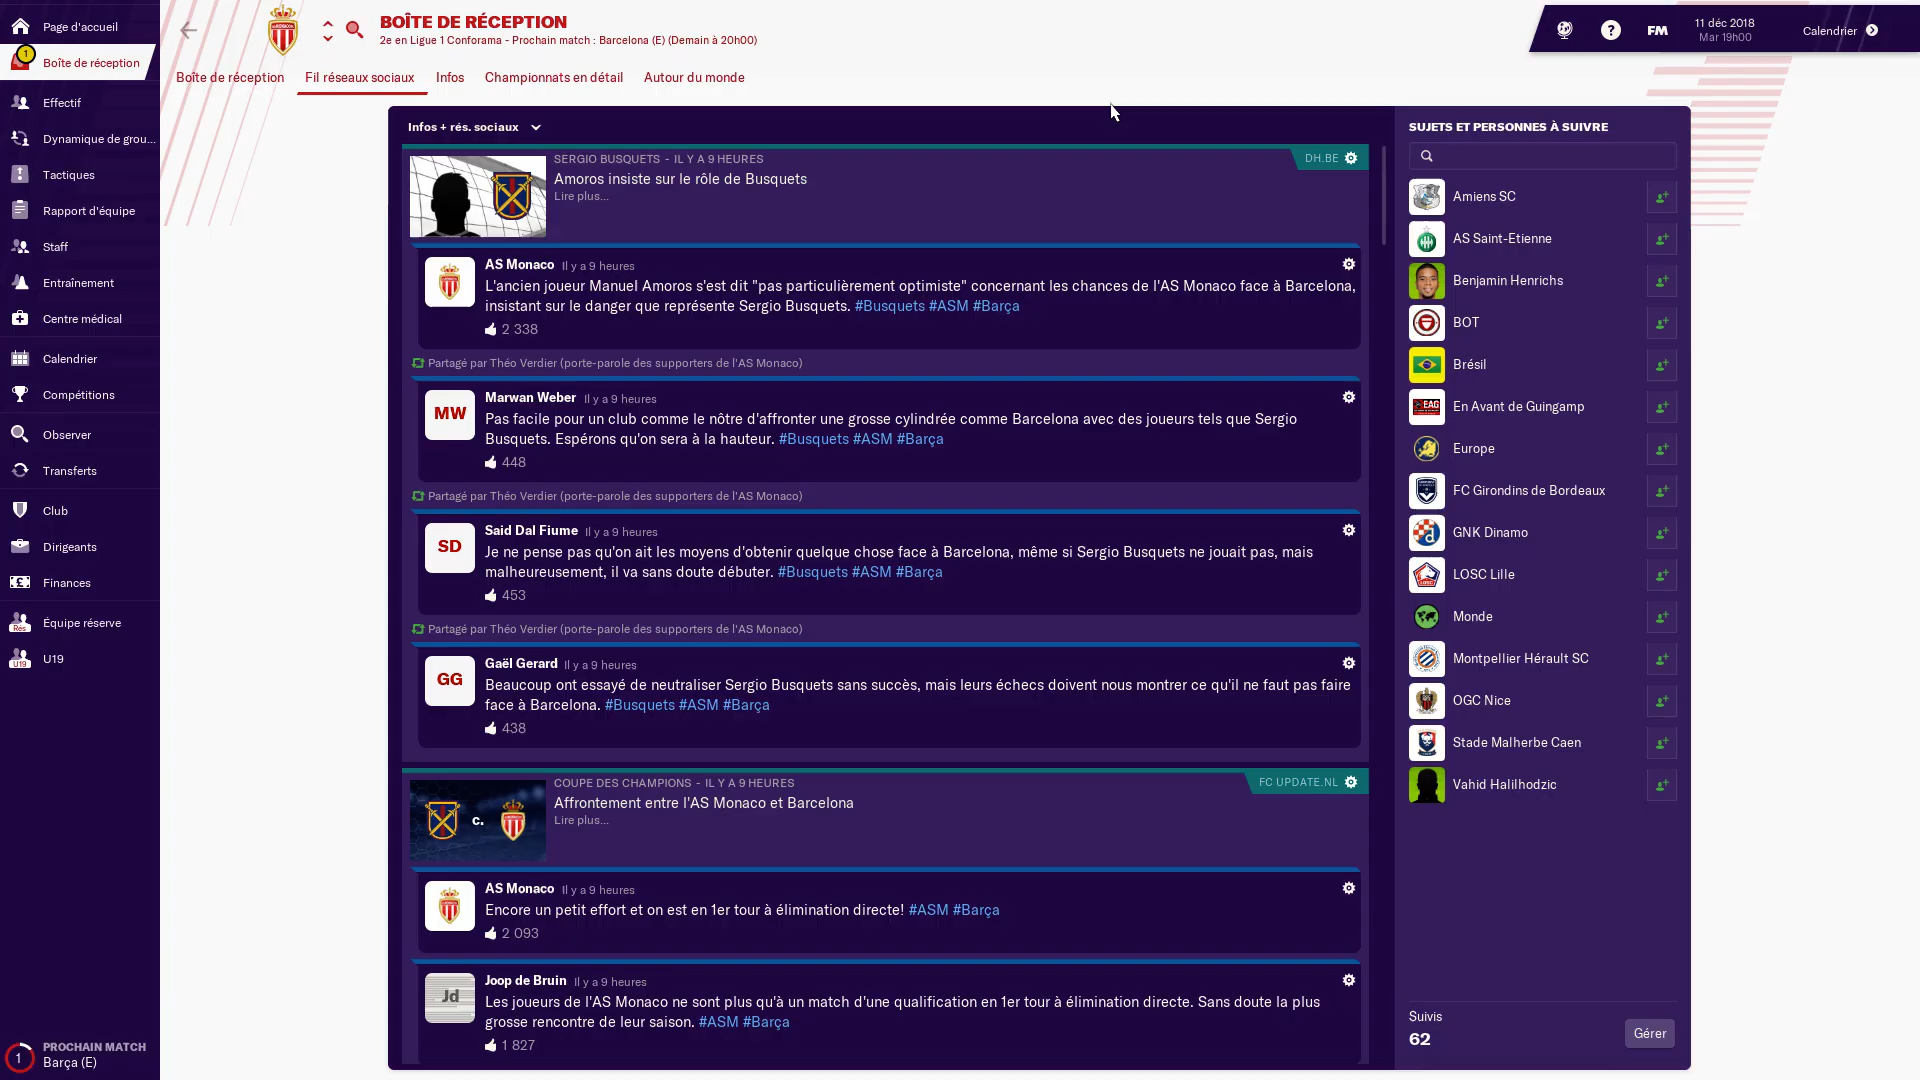 Page d'accueil
1
Boîte de réception
Effectif
Dynamique de grou...
Tactiques
Rapport d'équipe
Staff
Entraînement
Centre médical
Calendrier
Compétitions
Observer
Transferts
Club
Dirigeants
Finances
Rés
Équipe réserve
U19
U19
1
PROCHAIN MATCH
Barça (E)
BOÎTE DE RÉCEPTION
2e en Ligue 1 Conforama - Prochain match : Barcelona (E) (Demain à 20h00)
?
FM
11 déc 2018
Mar 19h00
Calendrier
Boîte de réception
Fil réseaux sociaux
Infos
Championnats en détail
Autour du monde
Infos + rés. sociaux
SERGIO BUSQUETS - IL Y A 9 HEURES
DH.BE
Amoros insiste sur le rôle de Busquets
Lire plus...
AS Monaco Il y a 9 heures
L'ancien joueur Manuel Amoros s'est dit "pas particulièrement optimiste" concernant les chances de l'AS Monaco face à Barcelona,
insistant sur le danger que représente Sergio Busquets. #Busquets #ASM #Barça
2 338
Partagé par Théo Verdier (porte-parole des supporters de l'AS Monaco)
MW
Marwan Weber Il y a 9 heures
Pas facile pour un club comme le nôtre d'affronter une grosse cylindrée comme Barcelona avec des joueurs tels que Sergio
Busquets. Espérons qu'on sera à la hauteur. #Busquets #ASM #Barça
448
Partagé par Théo Verdier (porte-parole des supporters de l'AS Monaco)
SD
Said Dal Fiume Il y a 9 heures
Je ne pense pas qu'on ait les moyens d'obtenir quelque chose face à Barcelona, même si Sergio Busquets ne jouait pas, mais
malheureusement, il va sans doute débuter. #Busquets #ASM #Barça
453
Partagé par Théo Verdier (porte-parole des supporters de l'AS Monaco)
GG
Gaël Gerard Il y a 9 heures
Beaucoup ont essayé de neutraliser Sergio Busquets sans succès, mais leurs échecs doivent nous montrer ce qu'il ne faut pas faire
face à Barcelona. #Busquets #ASM #Barça
438
COUPE DES CHAMPIONS - IL Y A 9 HEURES
FC UPDATE.NL
Affrontement entre l'AS Monaco et Barcelona
Lire plus...
c.
AS Monaco Il y a 9 heures
Encore un petit effort et on est en 1er tour à élimination directe! #ASM #Barça
2 093
Jd
Joop de Bruin Il y a 9 heures
Les joueurs de l'AS Monaco ne sont plus qu'à un match d'une qualification en 1er tour à élimination directe. Sans doute la plus
grosse rencontre de leur saison. #ASM #Barça
1 827
SUJETS ET PERSONNES À SUIVRE
Amiens SC
AS Saint-Etienne
Benjamin Henrichs
BOT
Brésil
EAG
En Avant de Guingamp
Europe
FC Girondins de Bordeaux
GNK Dinamo
LOSC Lille
Monde
Montpellier Hérault SC
OGC Nice
Stade Malherbe Caen
Vahid Halilhodzic
Suivis
62
Gérer